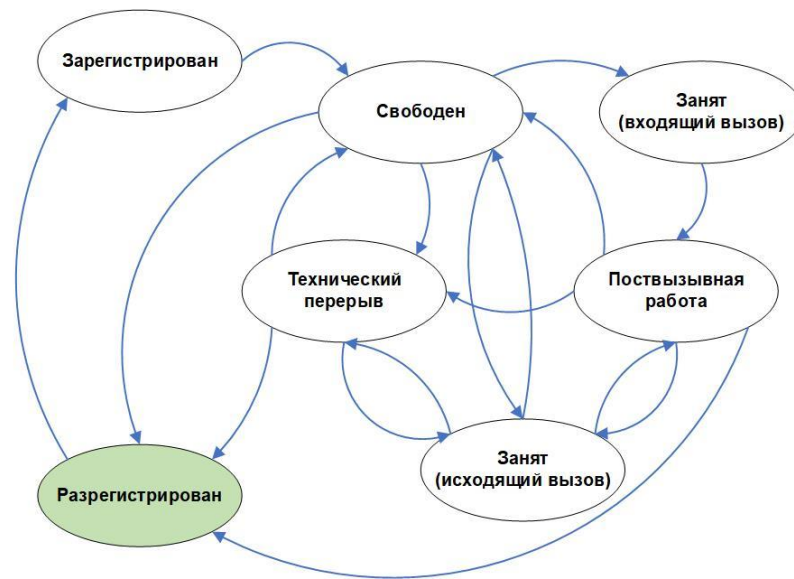 Зарегистрирован
Свободен
Занят
(входящий вызов)
Технический
перерыв
Поствызывная
работа
Занят
(исходящий вызов)
Разрегистрирован